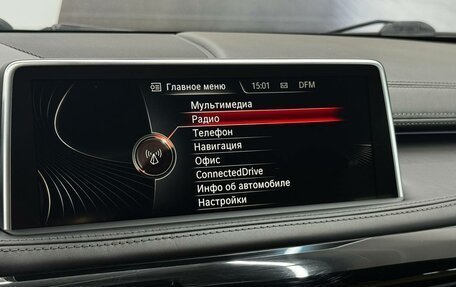 Главное меню 15:01 DFM
Мультимедиа
Радио
Телефон
Навигация
Офис
ConnectedDrive
Инфо об автомобиле
Настройки